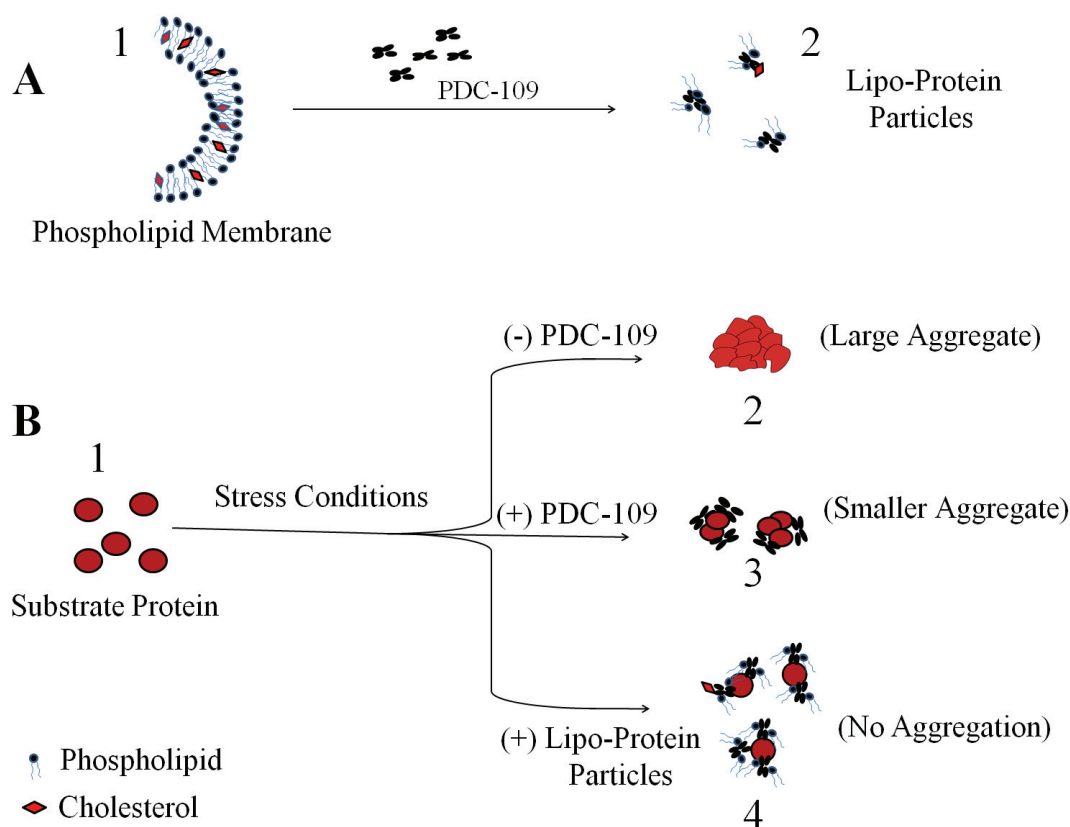 1
2
A
PDC-109
Lipo-Protein
Particles
Phospholipid Membrane
(-) PDC-109
(Large Aggregate)
2
B
1
Stress Conditions
(+) PDC-109
(Smaller Aggregate)
3
Substrate Protein
(+) Lipo-Protein
Particles
(No Aggregation)
4
Phospholipid
Cholesterol